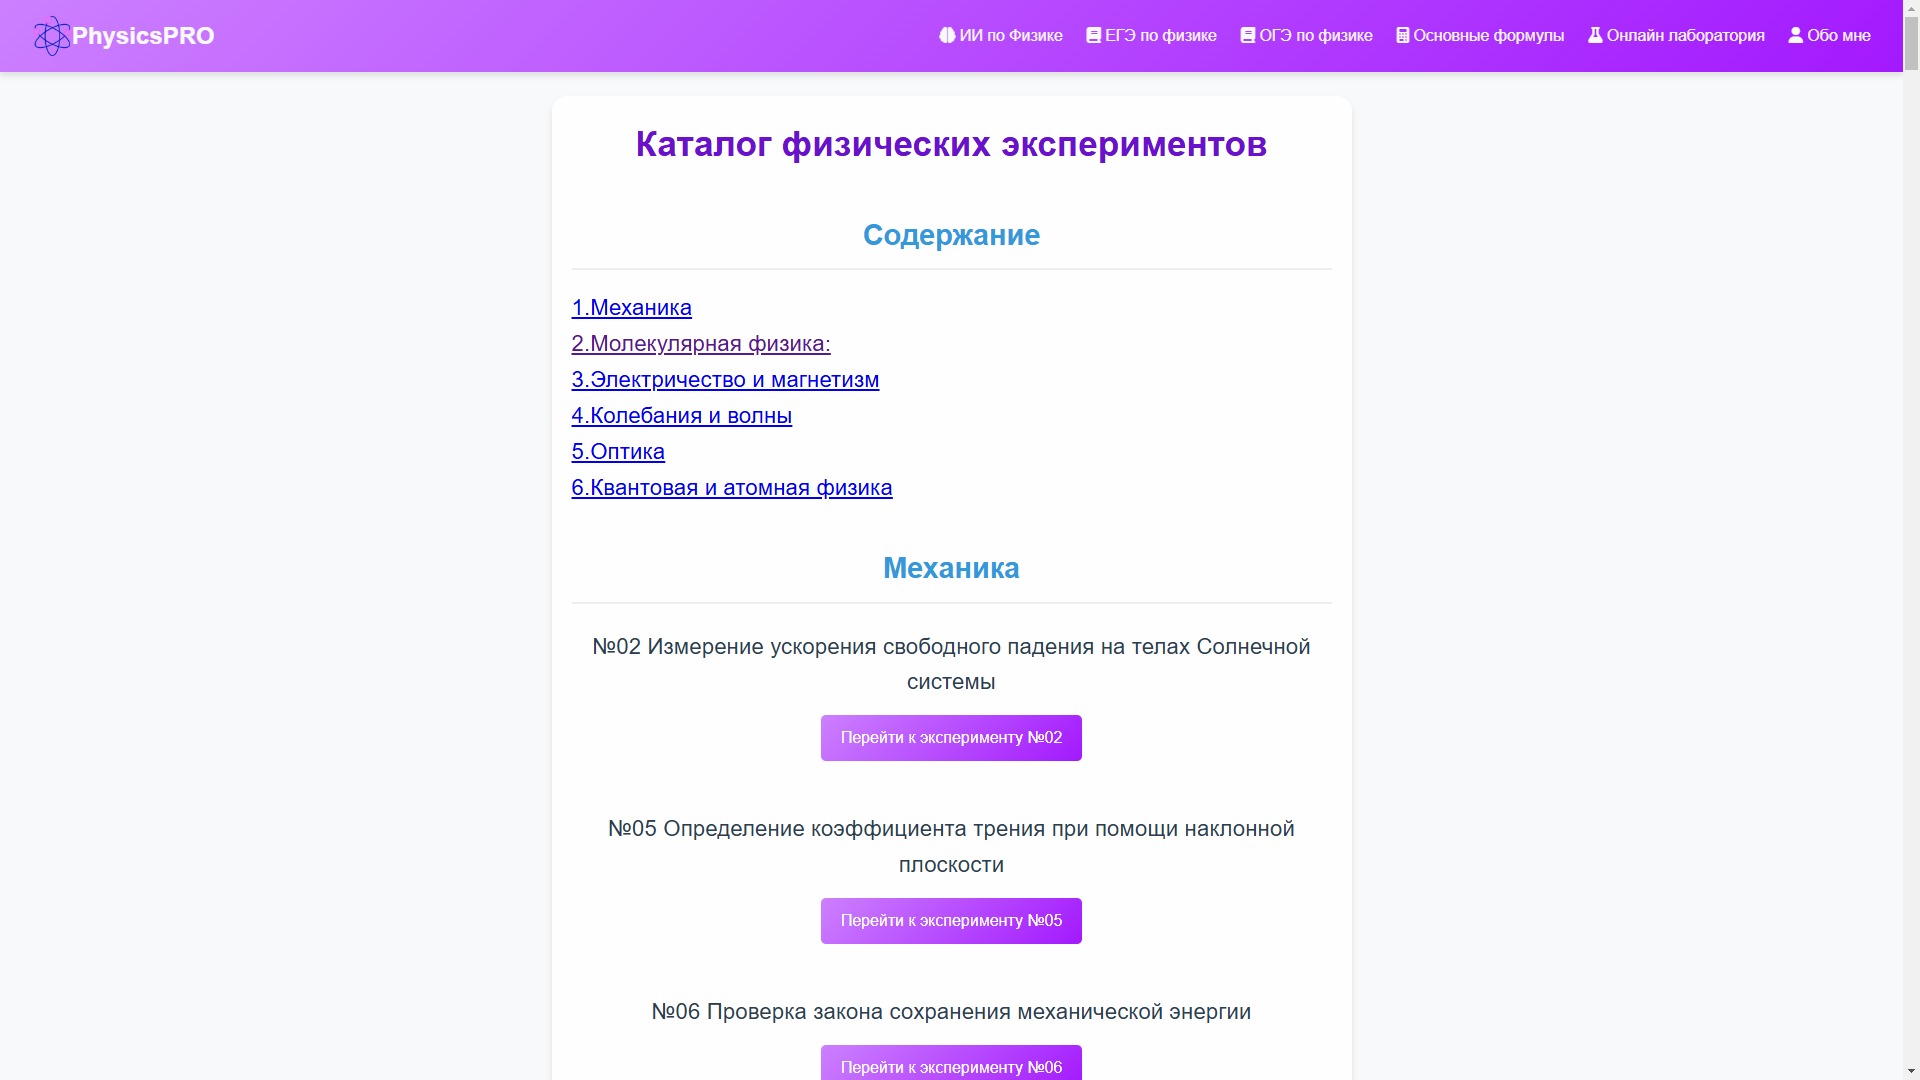 PhysicsPRO
ИИ по Физике
ЕГЭ по физике
ОГЭ по физике
Основные формулы
Онлайн лаборатория
Обо мне
Каталог физических экспериментов
Содержание
1.Механика
2.Молекулярная физика:
3.Электричество и магнетизм
4.Колебания и волны
5.Оптика
6.Квантовая и атомная физика
Механика
№02 Измерение ускорения свободного падения на телах Солнечной
системы
Перейти к эксперименту №02
№05 Определение коэффициента трения при помощи наклонной
плоскости
Перейти к эксперименту №05
№06 Проверка закона сохранения механической энергии
Перейти к эксперименту №06